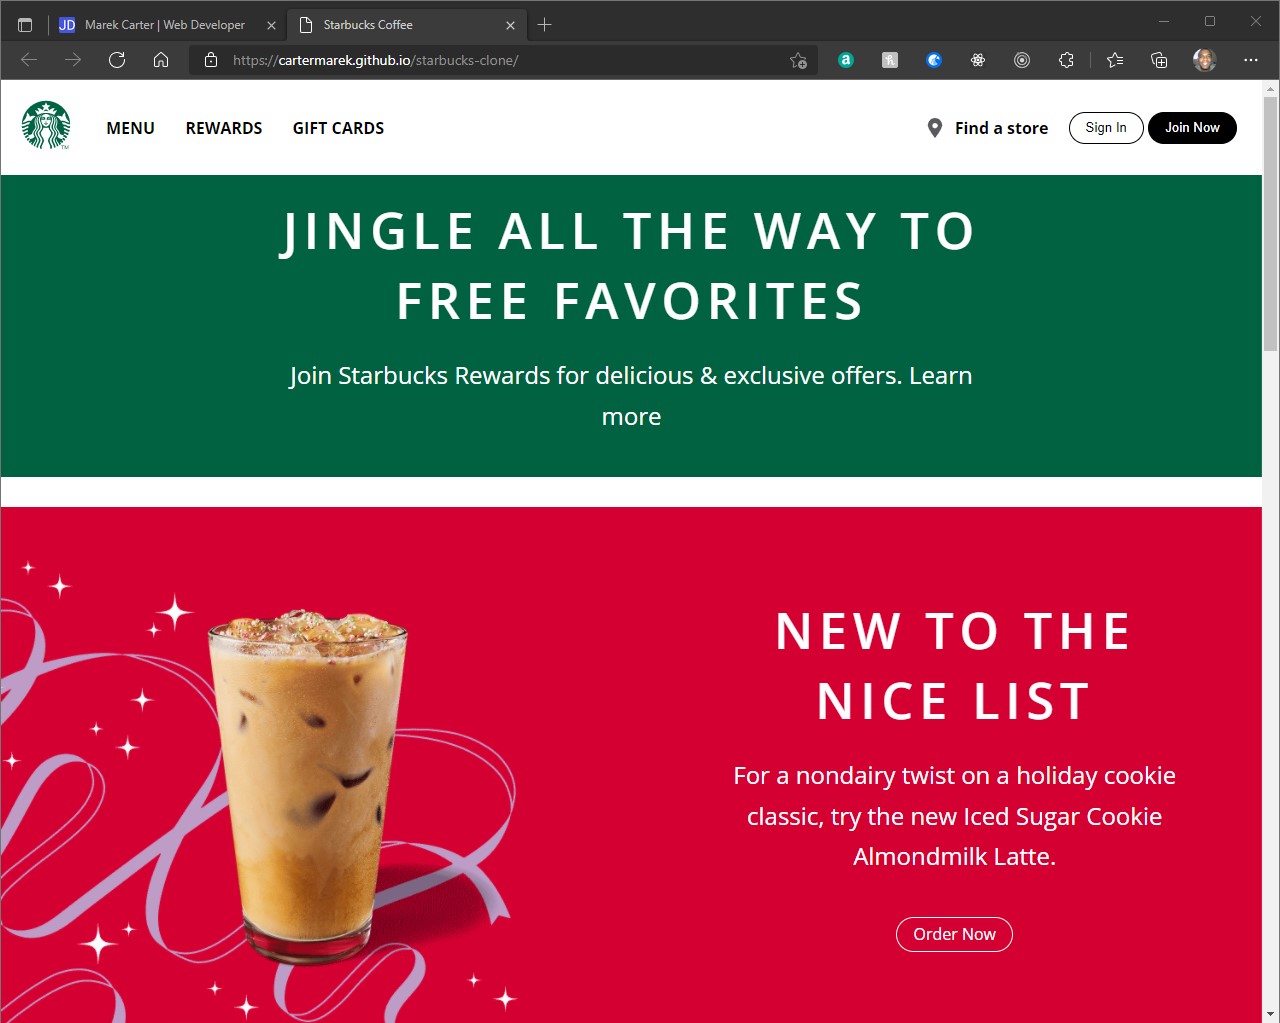 JD Marek Carter | Web Developer
Starbucks Coffee
https://cartermarek.github.io/starbucks-clone/
MENU REWARDS GIFT CARDS
Find a store Sign In Join Now
TM
JINGLE ALL THE WAY TO
FREE FAVORITES
Join Starbucks Rewards for delicious & exclusive offers. Learn
more
NEW TO THE
NICE LIST
For a nondairy twist on a holiday cookie
classic, try the new Iced Sugar Cookie
Almondmilk Latte.
Order Now